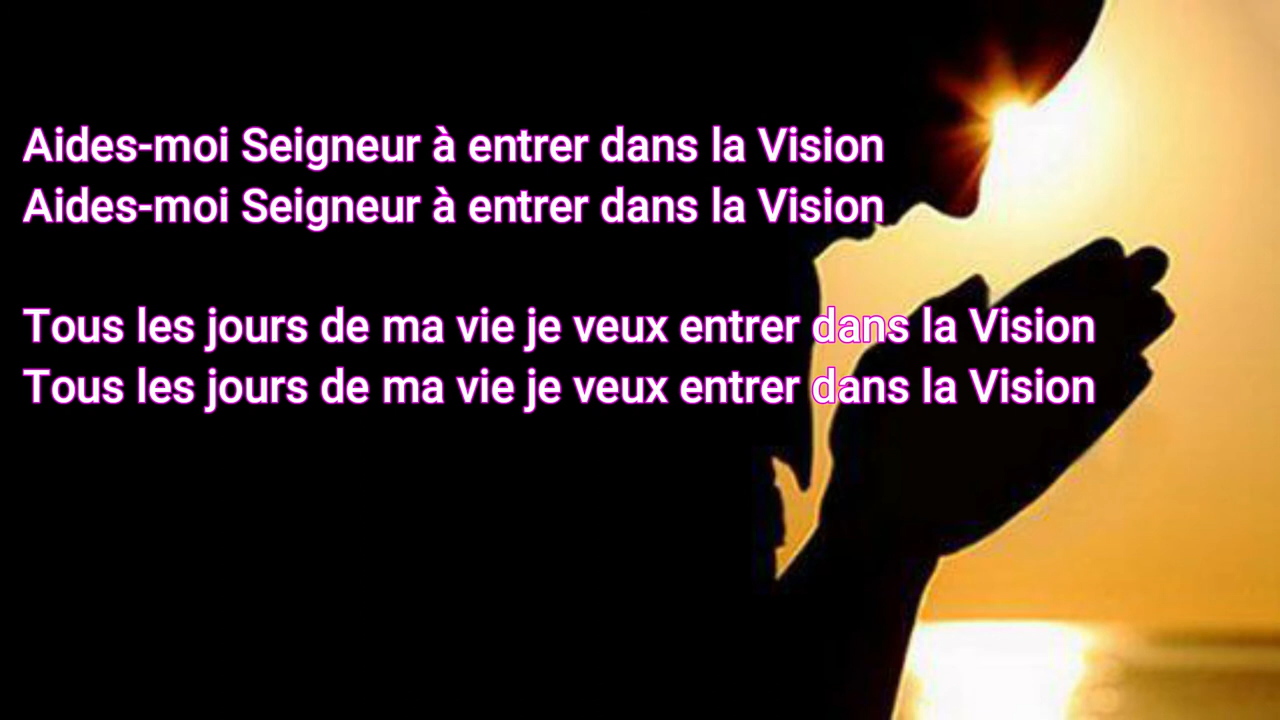 Aides-moi Seigneur à entrer dans la Vision
Aides-moi Seigneur à entrer dans la Vision
Tous les jours de ma vie je veux entrer dans la Vision
Tous les jours de ma vie je veux entrer dans la Vision